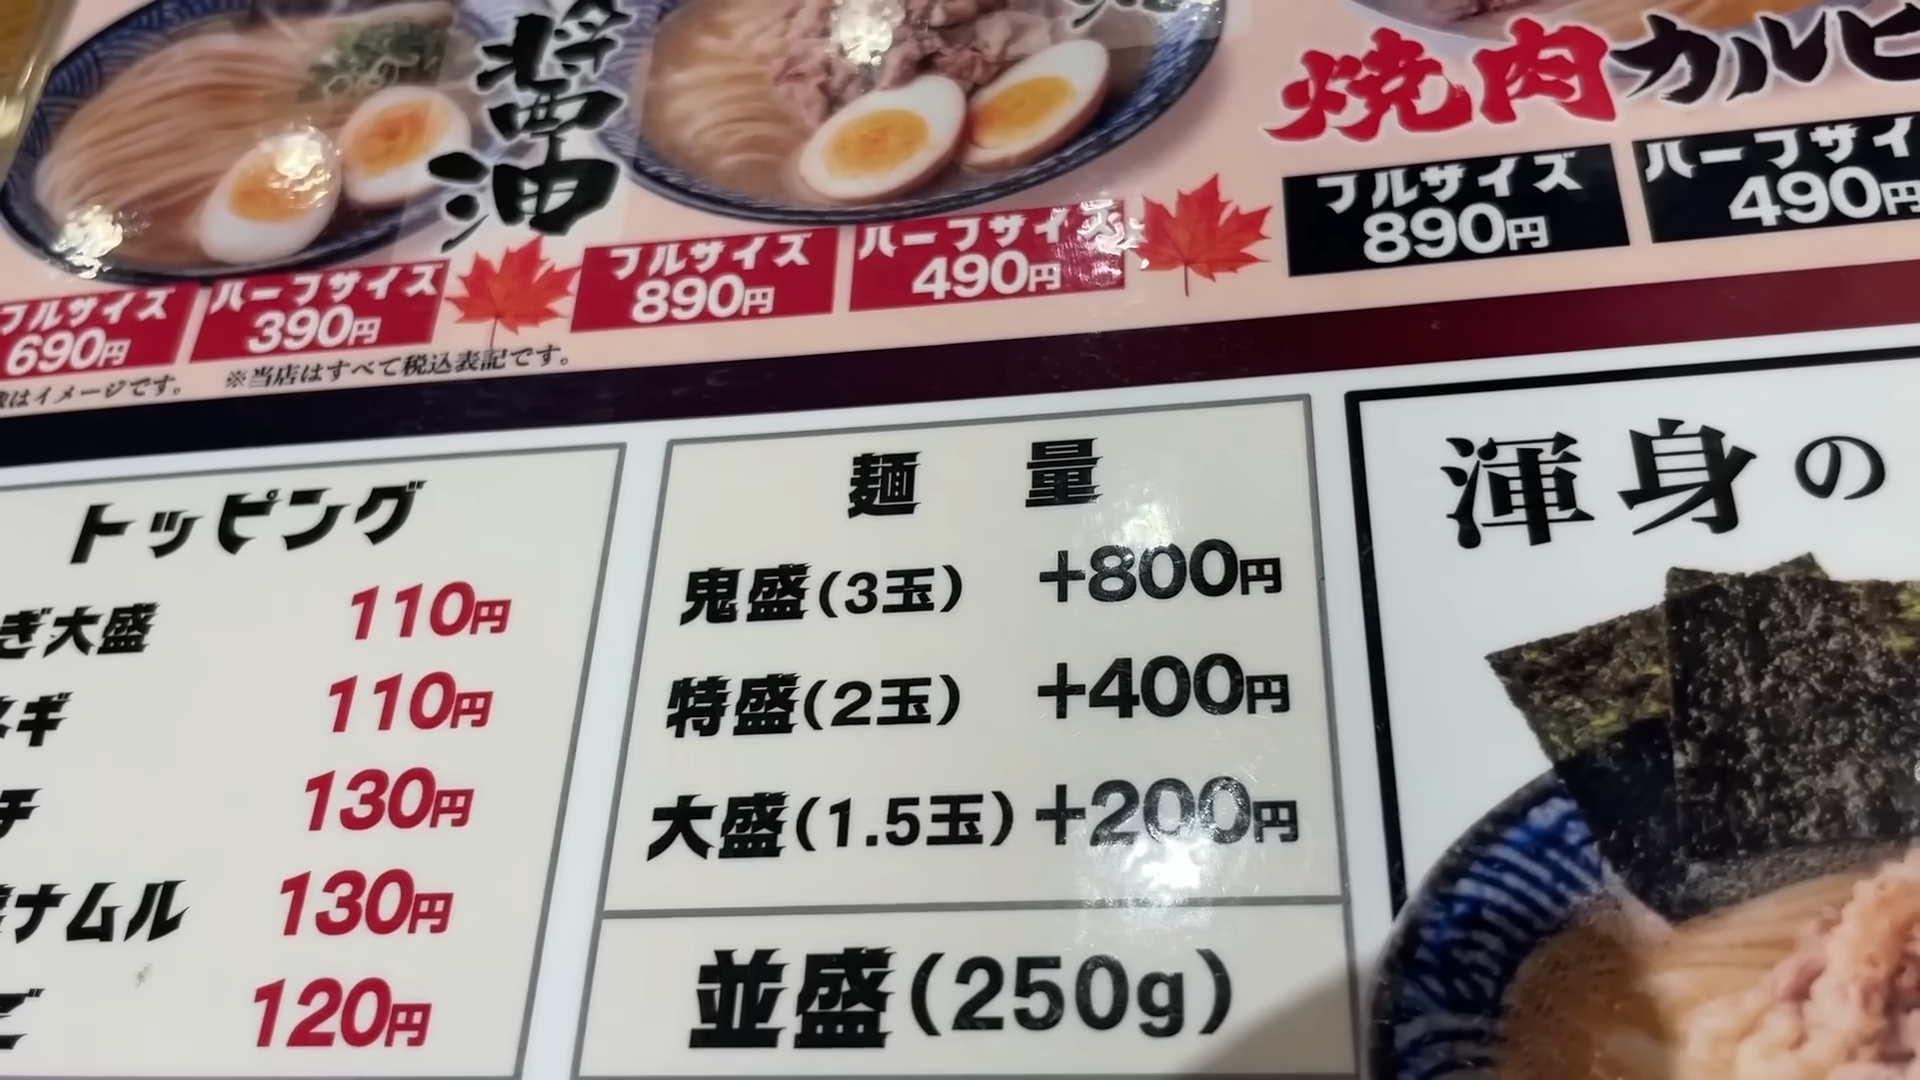 醤油
焼肉カルビ
フルサイズ
690円
ハーフサイズ
390円
フルサイズ
890円
ハーフサイズ
490円
フルサイズ
890円
ハーフサイ
490円
はイメージです。
※当店はすべて税込表記です。
トッピング
ぎ大盛 110円
ネギ 110円
チ 130円
ナムル 130円
ご 120円
麺 量
鬼盛(3玉) +800円
特盛(2玉) +400円
大盛(1.5玉) +200円
並盛(250g)
渾身の